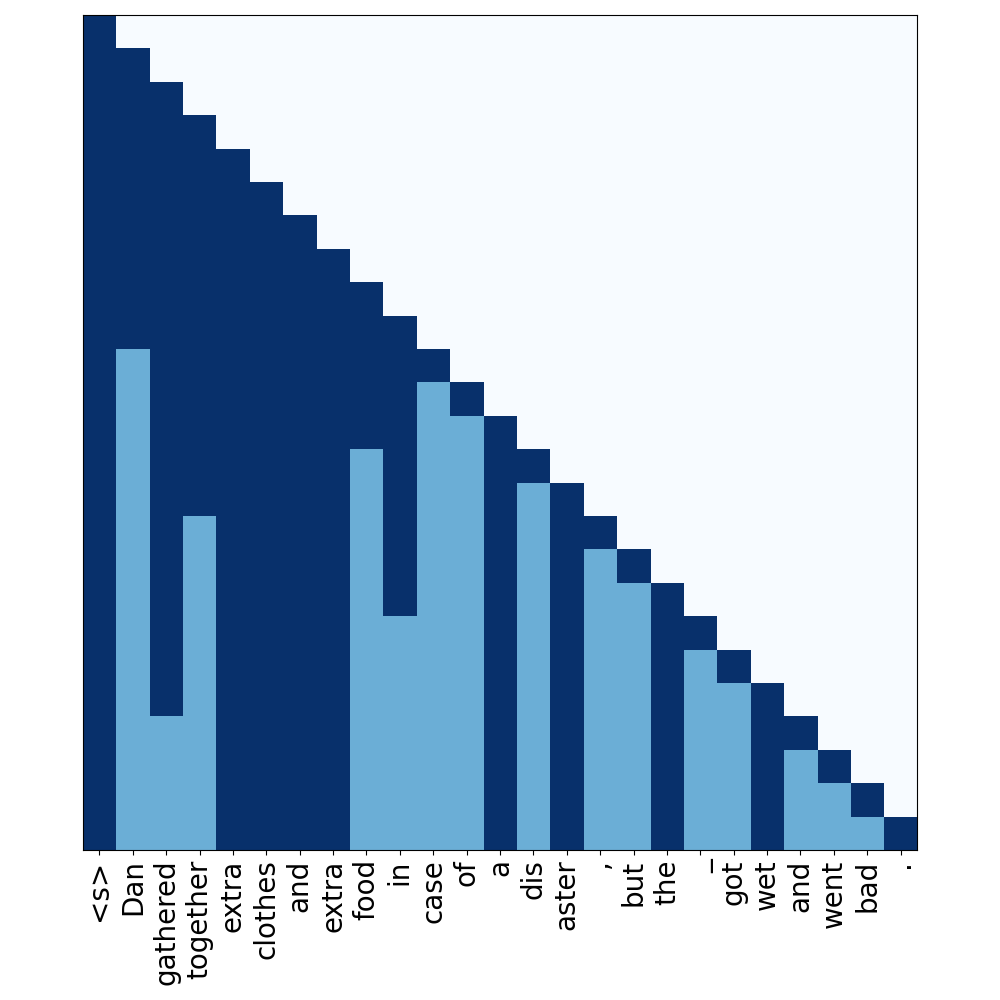 <s> Dan gathered together extra clothes and extra food in case of a dis aster , but the _ got wet and went bad .